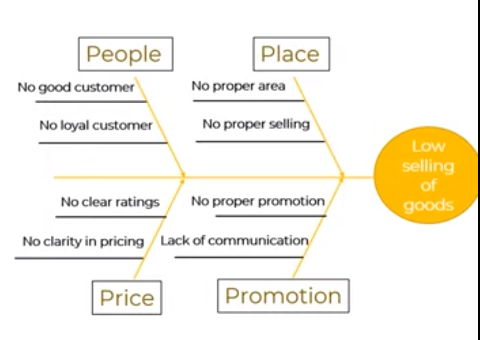 People
Place
No good customer
No proper area
No loyal customer
No proper selling
Low
selling
of
goods
No clear ratings
No proper promotion
No clarity in pricing
Lack of communication
Price
Promotion